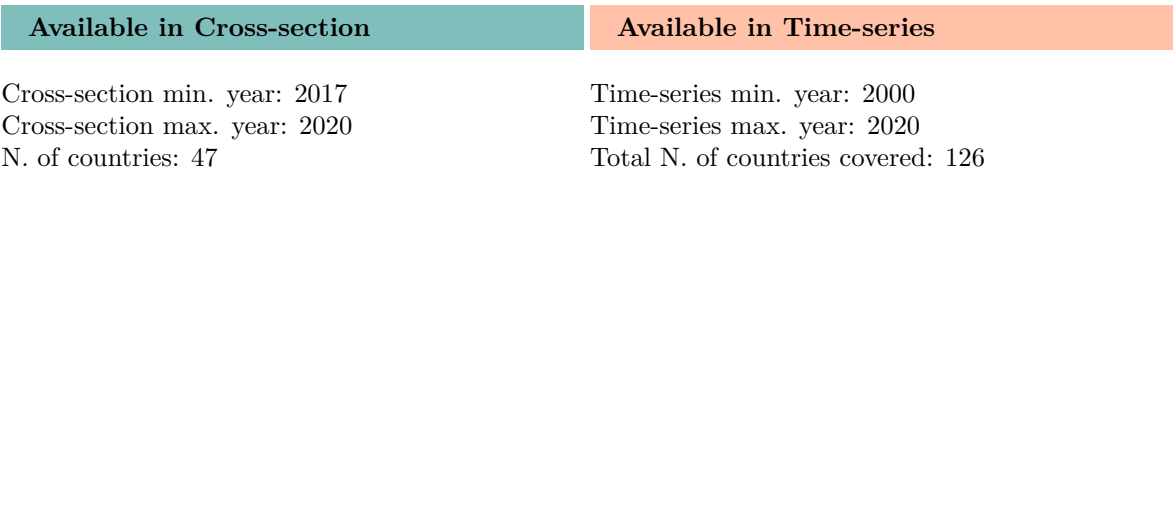 Available in Cross-section
Cross-section min. year: 2017
Cross-section max. year: 2020
N. of countries: 47
Available in Time-series
Time-series min. year: 2000
Time-series max. year: 2020
Total N. of countries covered: 126